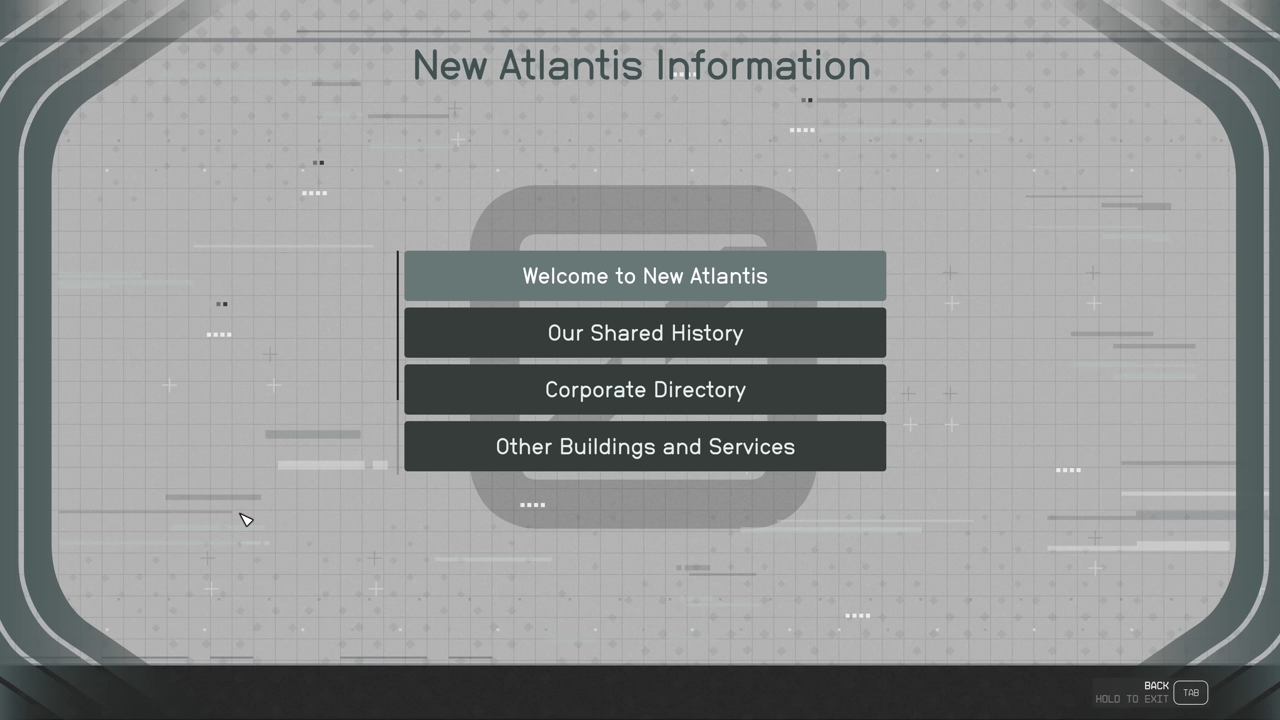 New Atlantis Information
Welcome to New Atlantis
Our Shared History
Corporate Directory
Other Buildings and Services
BACK
HOLD TO EXIT
TAB